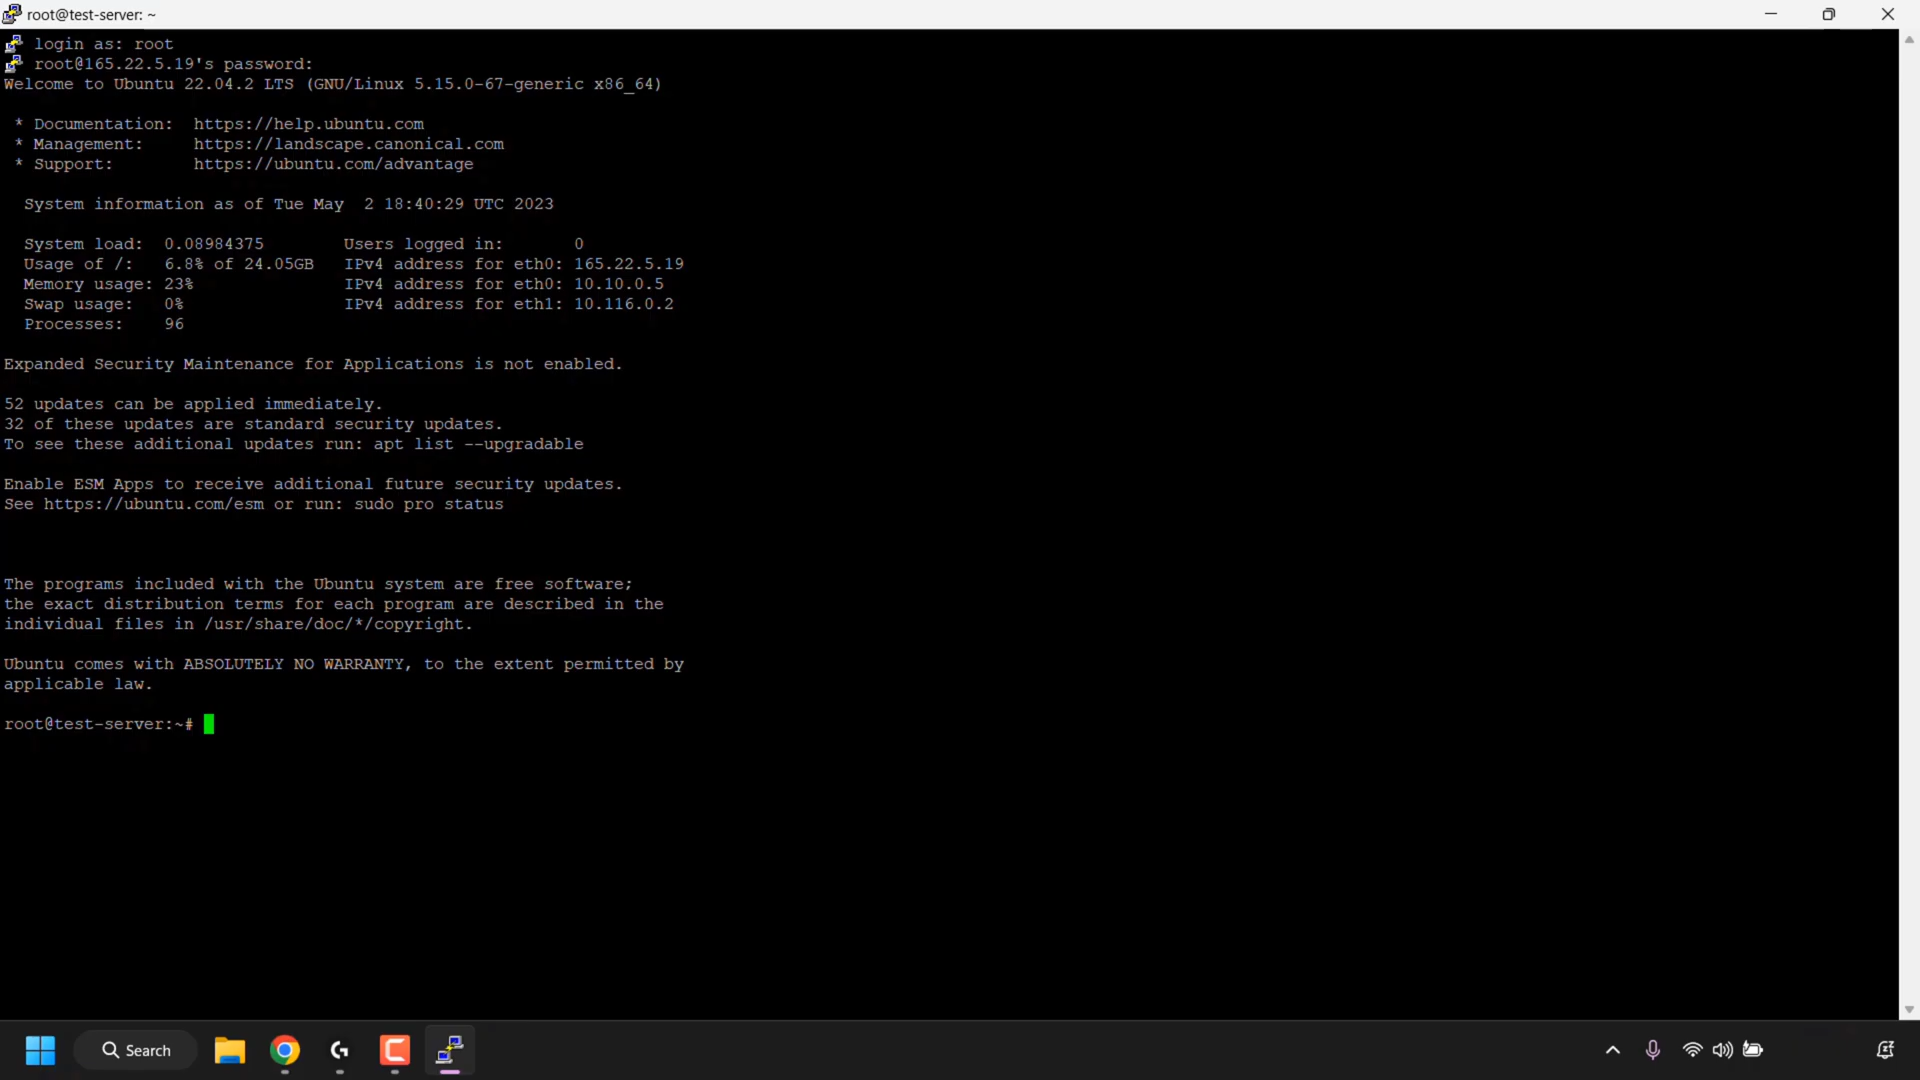 root@test-server: ~
login as: root
root@165.22.5.19's password:
Welcome to Ubuntu 22.04.2 LTS (GNU/Linux 5.15.0-67-generic x86_64)
* Documentation:  https://help.ubuntu.com
* Management:     https://landscape.canonical.com
* Support:        https://ubuntu.com/advantage
System information as of Tue May  2 18:40:29 UTC 2023
System load:  0.08984375        Users logged in:       0
Usage of /:   6.8% of 24.05GB   IPv4 address for eth0: 165.22.5.19
Memory usage: 23%               IPv4 address for eth0: 10.10.0.5
Swap usage:   0%                IPv4 address for eth1: 10.116.0.2
Processes:    96
Expanded Security Maintenance for Applications is not enabled.
52 updates can be applied immediately.
32 of these updates are standard security updates.
To see these additional updates run: apt list --upgradable
Enable ESM Apps to receive additional future security updates.
See https://ubuntu.com/esm or run: sudo pro status
The programs included with the Ubuntu system are free software;
the exact distribution terms for each program are described in the
individual files in /usr/share/doc/*/copyright.
Ubuntu comes with ABSOLUTELY NO WARRANTY, to the extent permitted by
applicable law.
root@test-server:~#
Search